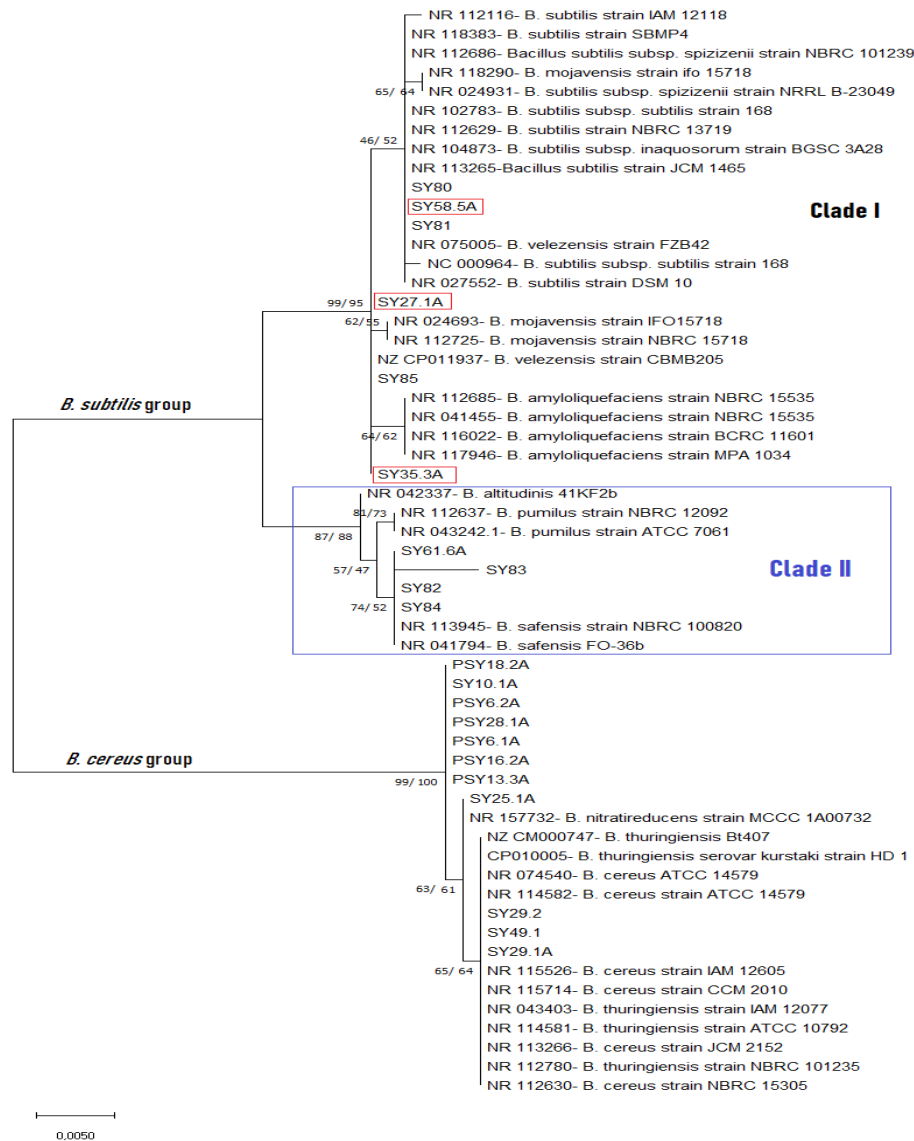 NR 112116- B. subtilis strain IAM 12118
NR 118383- B. subtilis strain SBMP4
NR 112686- Bacillus subtilis subsp. spizizenii strain NBRC 101239
NR 118290- B. mojavensis strain ifo 15718
65/ 64
NR 024931- B. subtilis subsp. spizizenii strain NRRL B-23049
NR 102783- B. subtilis subsp. subtilis strain 168
NR 112629- B. subtilis strain NBRC 13719
46/ 52
NR 104873- B. subtilis subsp. inaquosorum strain BGSC 3A28
NR 113265-Bacillus subtilis strain JCM 1465
SY80
SY58.5A
Clade I
SY81
NR 075005- B. velezensis strain FZB42
NC 000964- B. subtilis subsp. subtilis strain 168
NR 027552- B. subtilis strain DSM 10
99/ 95
SY27.1A
62/ 55
NR 024693- B. mojavensis strain IFO15718
NR 112725- B. mojavensis strain NBRC 15718
NZ CP011937- B. velezensis strain CBMB205
SY85
B. subtilis group
NR 112685- B. amyloliquefaciens strain NBRC 15535
NR 041455- B. amyloliquefaciens strain NBRC 15535
64/ 62
NR 116022- B. amyloliquefaciens strain BCRC 11601
NR 117946- B. amyloliquefaciens strain MPA 1034
SY35.3A
NR 042337- B. altitudinis 41KF2b
81/ 73
NR 112637- B. pumilus strain NBRC 12092
87/ 88
NR 043242.1- B. pumilus strain ATCC 7061
SY61.6A
57/ 47
SY83
Clade II
SY82
74/ 52
SY84
NR 113945- B. safensis strain NBRC 100820
NR 041794- B. safensis FO-36b
PSY18.2A
SY10.1A
PSY6.2A
PSY28.1A
PSY6.1A
B. cereus group
PSY16.2A
99/ 100
PSY13.3A
SY25.1A
NR 157732- B. nitratireducens strain MCCC 1A00732
NZ CM000747- B. thuringiensis Bt407
CP010005- B. thuringiensis serovar kurstaki strain HD 1
NR 074540- B. cereus ATCC 14579
63/ 61
NR 114582- B. cereus strain ATCC 14579
SY29.2
SY49.1
SY29.1A
65/ 64
NR 115526- B. cereus strain IAM 12605
NR 115714- B. cereus strain CCM 2010
NR 043403- B. thuringiensis strain IAM 12077
NR 114581- B. thuringiensis strain ATCC 10792
NR 113266- B. cereus strain JCM 2152
NR 112780- B. thuringiensis strain NBRC 101235
NR 112630- B. cereus strain NBRC 15305
0,0050